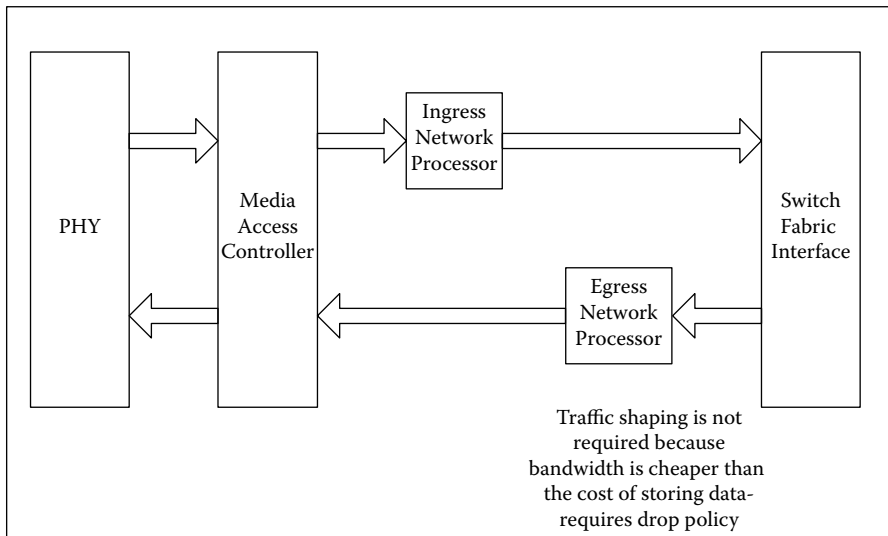 PHY
Media
Access
Controller
Ingress
Network
Processor
Switch
Fabric
Interface
Egress
Network
Processor
Traffic shaping is not
required because
bandwidth is cheaper than
the cost of storing data-
requires drop policy